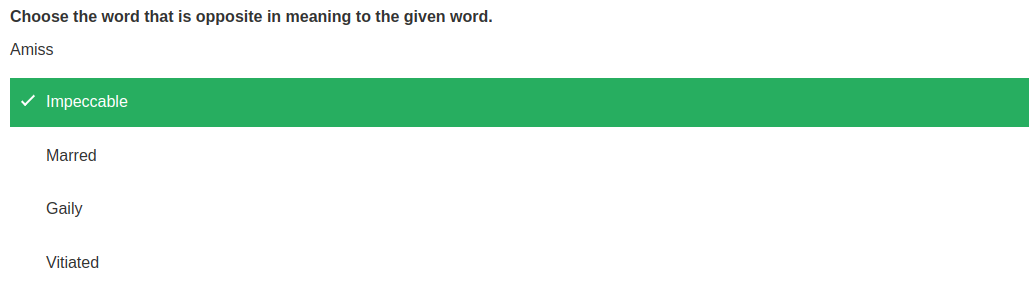 Choose the word that is opposite in meaning to the given word.
Amiss
Impeccable
Marred
Gaily
Vitiated